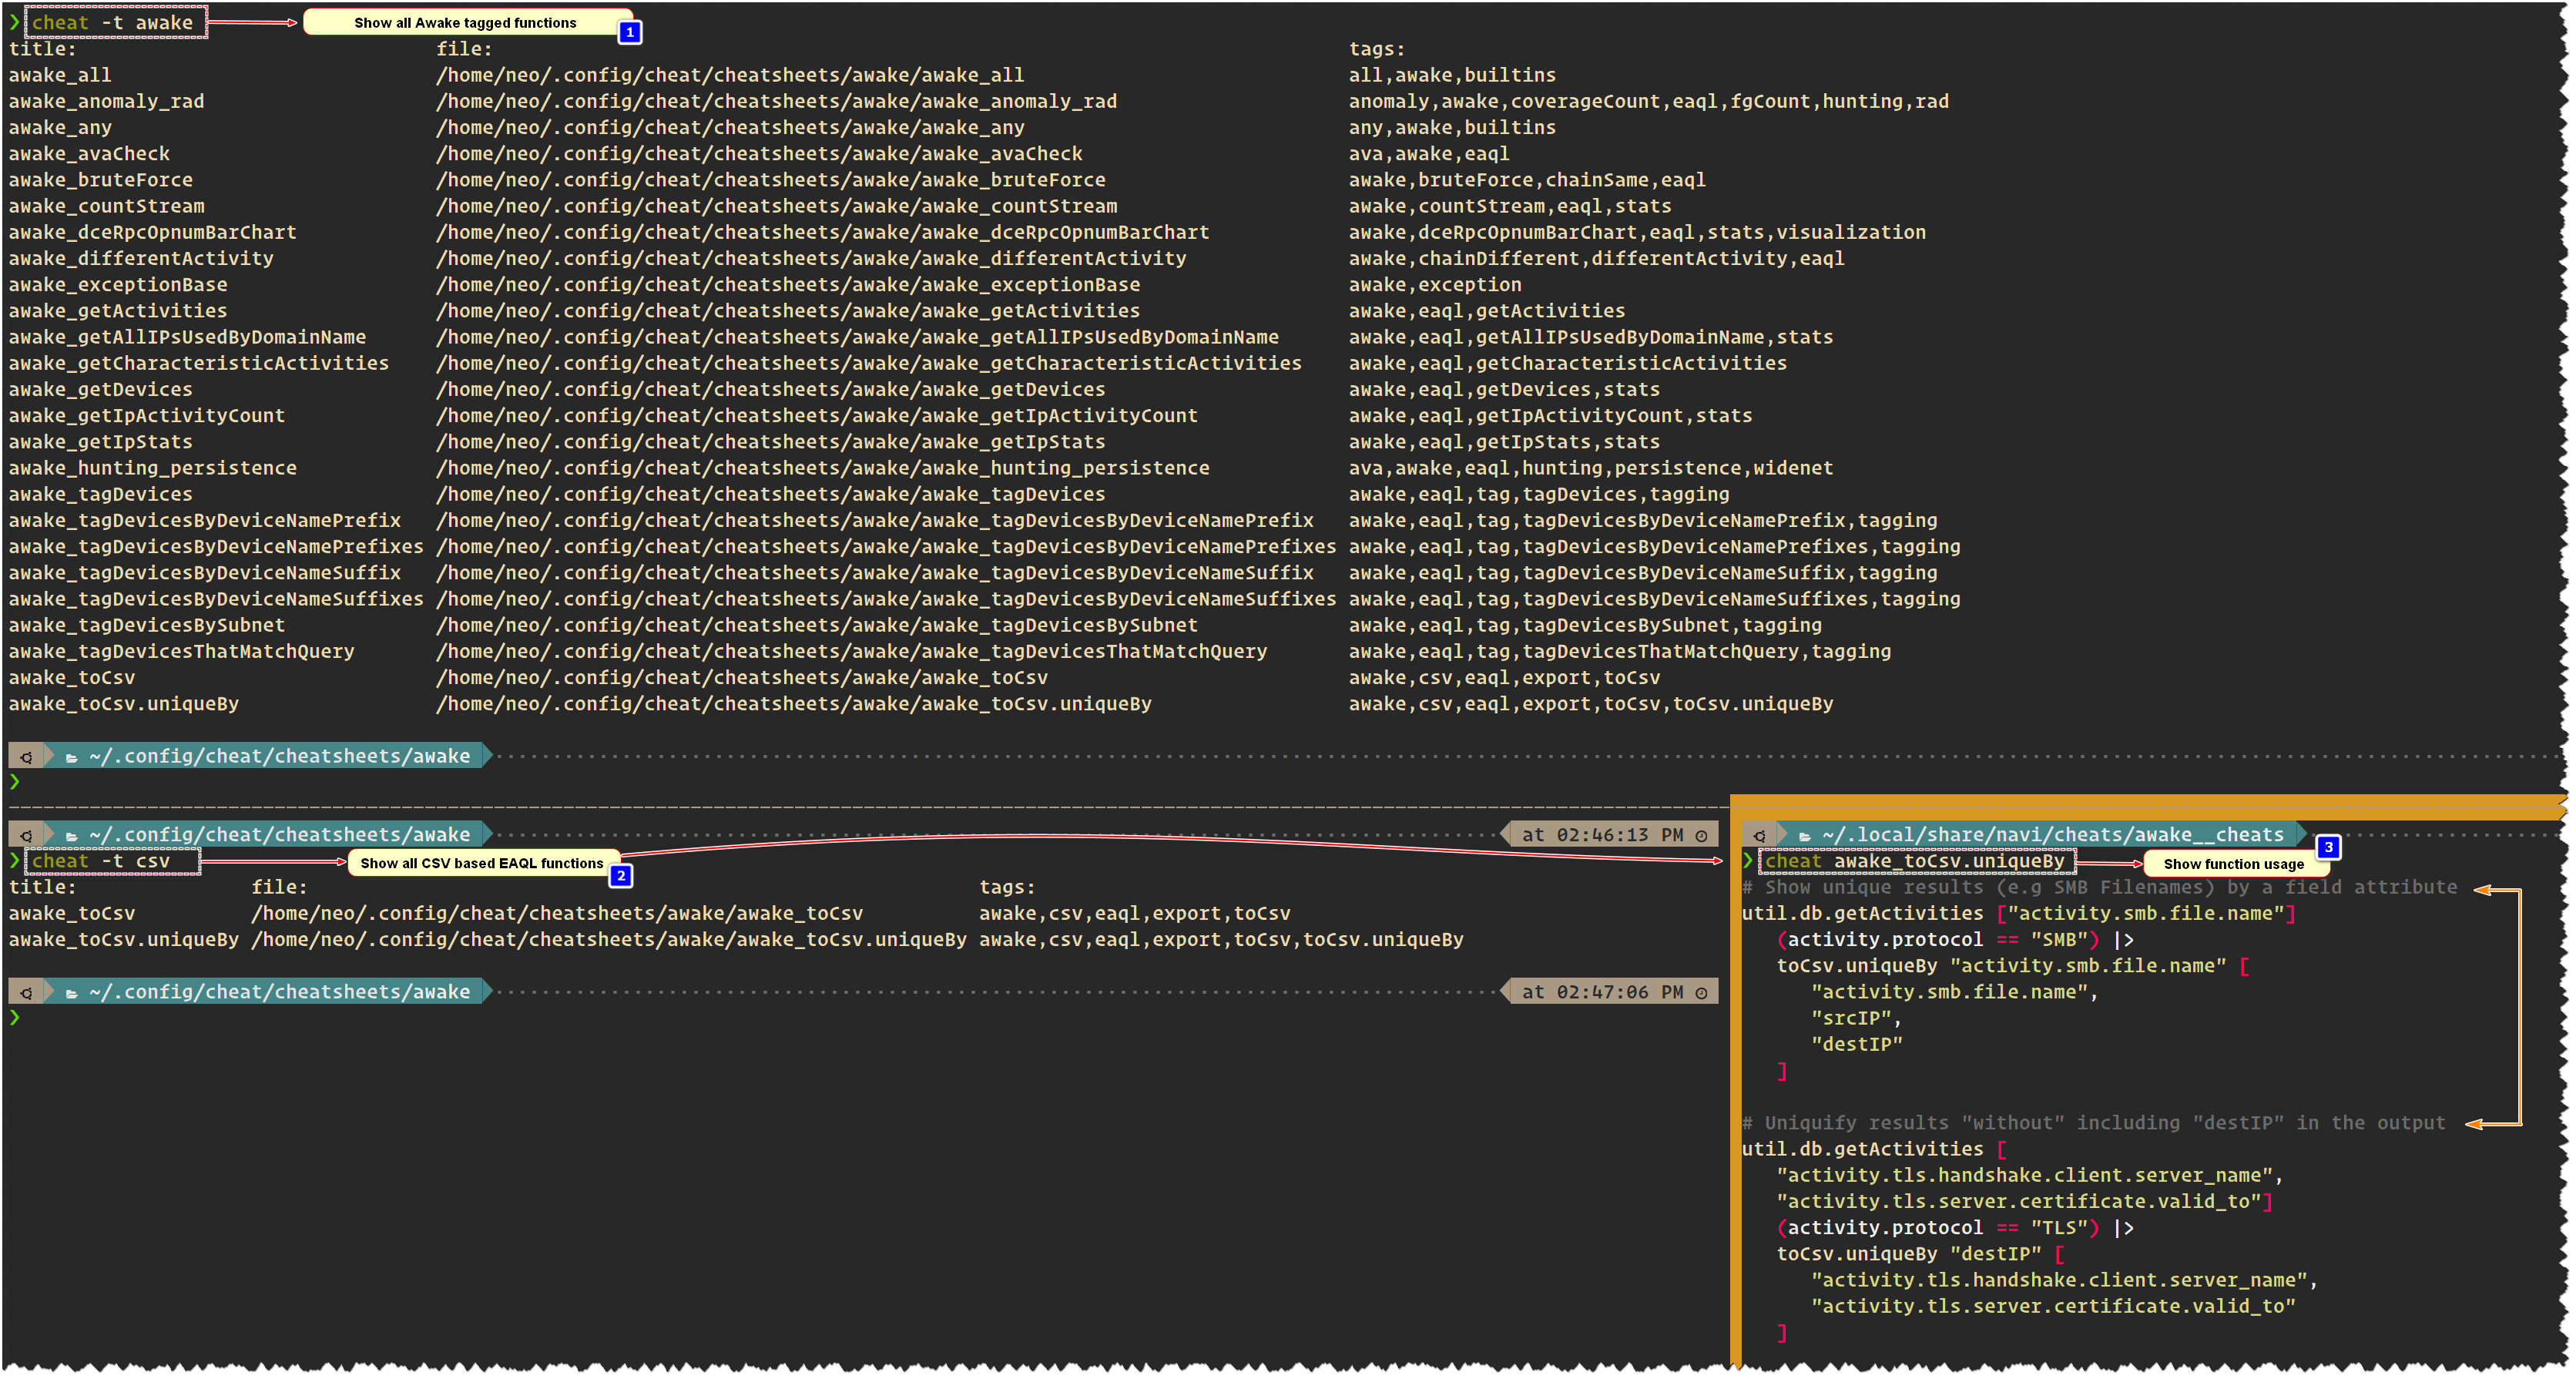 ❯ cheat -t awake Show all Awake tagged functions 1
title: file: tags:
awake_all /home/neo/.config/cheat/cheatsheets/awake/awake_all all,awake,builtins
awake_anomaly_rad /home/neo/.config/cheat/cheatsheets/awake/awake_anomaly_rad anomaly,awake,coverageCount,eaql,fgCount,hunting,rad
awake_any /home/neo/.config/cheat/cheatsheets/awake/awake_any any,awake,builtins
awake_avaCheck /home/neo/.config/cheat/cheatsheets/awake/awake_avaCheck ava,awake,eaql
awake_bruteForce /home/neo/.config/cheat/cheatsheets/awake/awake_bruteForce awake,bruteForce,chainSame,eaql
awake_countStream /home/neo/.config/cheat/cheatsheets/awake/awake_countStream awake,countStream,eaql,stats
awake_dceRpcOpnumBarChart /home/neo/.config/cheat/cheatsheets/awake/awake_dceRpcOpnumBarChart awake,dceRpcOpnumBarChart,eaql,stats,visualization
awake_differentActivity /home/neo/.config/cheat/cheatsheets/awake/awake_differentActivity awake,chainDifferent,differentActivity,eaql
awake_exceptionBase /home/neo/.config/cheat/cheatsheets/awake/awake_exceptionBase awake,exception
awake_getActivities /home/neo/.config/cheat/cheatsheets/awake/awake_getActivities awake,eaql,getActivities
awake_getAllIPsUsedByDomainName /home/neo/.config/cheat/cheatsheets/awake/awake_getAllIPsUsedByDomainName awake,eaql,getAllIPsUsedByDomainName,stats
awake_getCharacteristicActivities /home/neo/.config/cheat/cheatsheets/awake/awake_getCharacteristicActivities awake,eaql,getCharacteristicActivities
awake_getDevices /home/neo/.config/cheat/cheatsheets/awake/awake_getDevices awake,eaql,getDevices,stats
awake_getIpActivityCount /home/neo/.config/cheat/cheatsheets/awake/awake_getIpActivityCount awake,eaql,getIpActivityCount,stats
awake_getIpStats /home/neo/.config/cheat/cheatsheets/awake/awake_getIpStats awake,eaql,getIpStats,stats
awake_hunting_persistence /home/neo/.config/cheat/cheatsheets/awake/awake_hunting_persistence ava,awake,eaql,hunting,persistence,widenet
awake_tagDevices /home/neo/.config/cheat/cheatsheets/awake/awake_tagDevices awake,eaql,tag,tagDevices,tagging
awake_tagDevicesByDeviceNamePrefix /home/neo/.config/cheat/cheatsheets/awake/awake_tagDevicesByDeviceNamePrefix awake,eaql,tag,tagDevicesByDeviceNamePrefix,tagging
awake_tagDevicesByDeviceNamePrefixes /home/neo/.config/cheat/cheatsheets/awake/awake_tagDevicesByDeviceNamePrefixes awake,eaql,tag,tagDevicesByDeviceNamePrefixes,tagging
awake_tagDevicesByDeviceNameSuffix /home/neo/.config/cheat/cheatsheets/awake/awake_tagDevicesByDeviceNameSuffix awake,eaql,tag,tagDevicesByDeviceNameSuffix,tagging
awake_tagDevicesByDeviceNameSuffixes /home/neo/.config/cheat/cheatsheets/awake/awake_tagDevicesByDeviceNameSuffixes awake,eaql,tag,tagDevicesByDeviceNameSuffixes,tagging
awake_tagDevicesBySubnet /home/neo/.config/cheat/cheatsheets/awake/awake_tagDevicesBySubnet awake,eaql,tag,tagDevicesBySubnet,tagging
awake_tagDevicesThatMatchQuery /home/neo/.config/cheat/cheatsheets/awake/awake_tagDevicesThatMatchQuery awake,eaql,tag,tagDevicesThatMatchQuery,tagging
awake_toCsv /home/neo/.config/cheat/cheatsheets/awake/awake_toCsv awake,csv,eaql,export,toCsv
awake_toCsv.uniqueBy /home/neo/.config/cheat/cheatsheets/awake/awake_toCsv.uniqueBy awake,csv,eaql,export,toCsv,toCsv.uniqueBy
~/.config/cheat/cheatsheets/awake
❯
~/.config/cheat/cheatsheets/awake at 02:46:13 PM
❯ cheat -t csv Show all CSV based EAQL functions 2
title: file: tags:
awake_toCsv /home/neo/.config/cheat/cheatsheets/awake/awake_toCsv awake,csv,eaql,export,toCsv
awake_toCsv.uniqueBy /home/neo/.config/cheat/cheatsheets/awake/awake_toCsv.uniqueBy awake,csv,eaql,export,toCsv,toCsv.uniqueBy
~/.config/cheat/cheatsheets/awake at 02:47:06 PM
❯
~/.local/share/navi/cheats/awake__cheats
❯ cheat awake_toCsv.uniqueBy Show function usage 3
# Show unique results (e.g SMB Filenames) by a field attribute
util.db.getActivities ["activity.smb.file.name"]
(activity.protocol == "SMB") |>
toCsv.uniqueBy "activity.smb.file.name" [
"activity.smb.file.name",
"srcIP",
"destIP"
]
# Uniquify results "without" including "destIP" in the output
util.db.getActivities [
"activity.tls.handshake.client.server_name",
"activity.tls.server.certificate.valid_to"]
(activity.protocol == "TLS") |>
toCsv.uniqueBy "destIP" [
"activity.tls.handshake.client.server_name",
"activity.tls.server.certificate.valid_to"
]